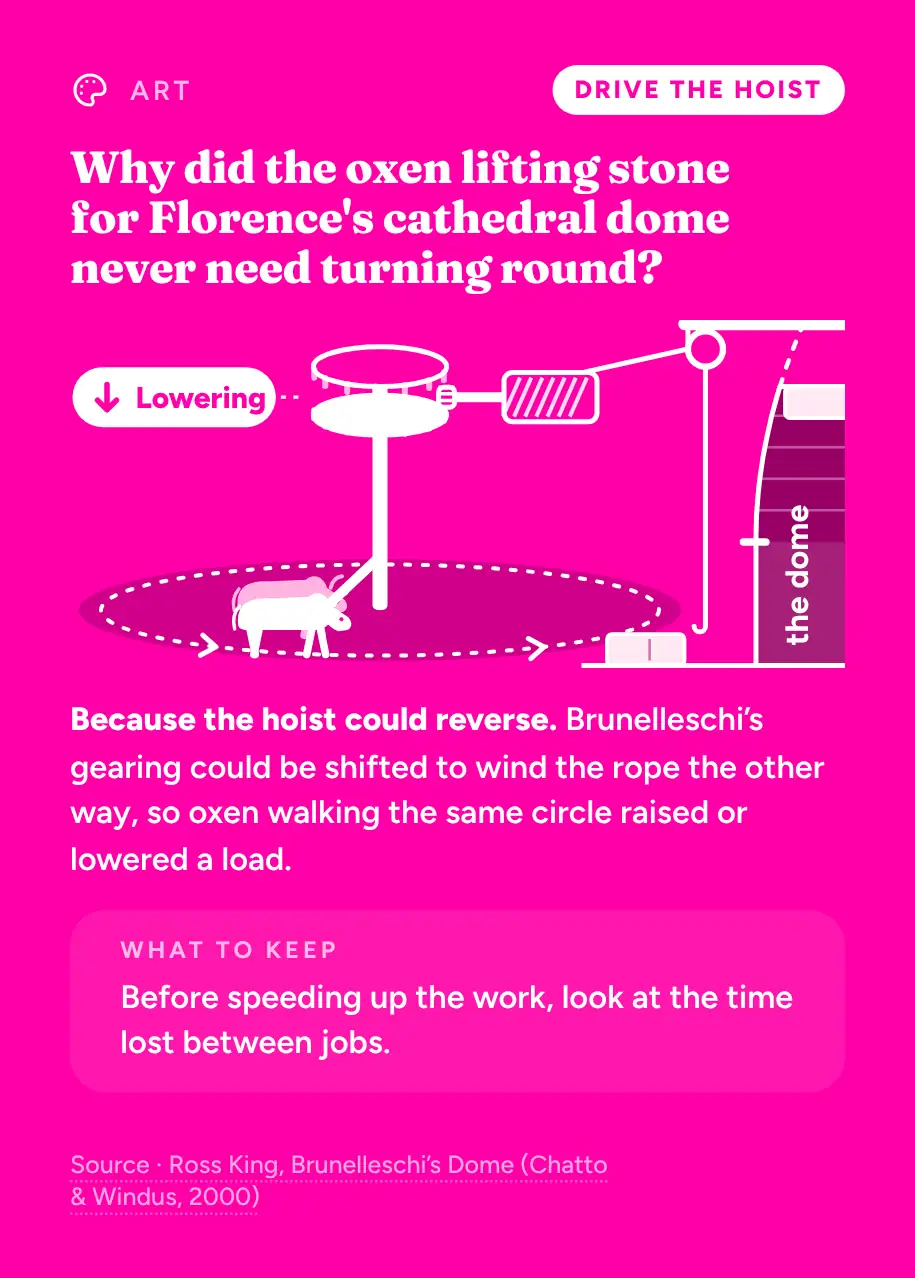 ART
DRIVE THE HOIST
Why did the oxen lifting stone
for Florence's cathedral dome
never need turning round?
Lowering
the dome
Because the hoist could reverse. Brunelleschi’s
gearing could be shifted to wind the rope the other
way, so oxen walking the same circle raised or
lowered a load.
WHAT TO KEEP
Before speeding up the work, look at the time
lost between jobs.
Source · Ross King, Brunelleschi’s Dome (Chatto
& Windus, 2000)